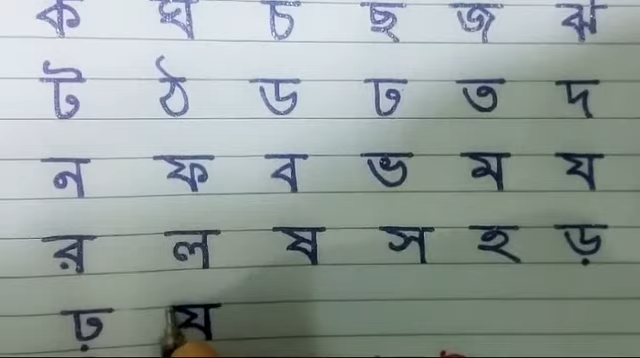 ক ঘ চ ছ জ ঝ
ট ঠ ড ঢ ত দ
ন ফ ব ভ ম য
র ল ষ স হ ড়
ঢ় য